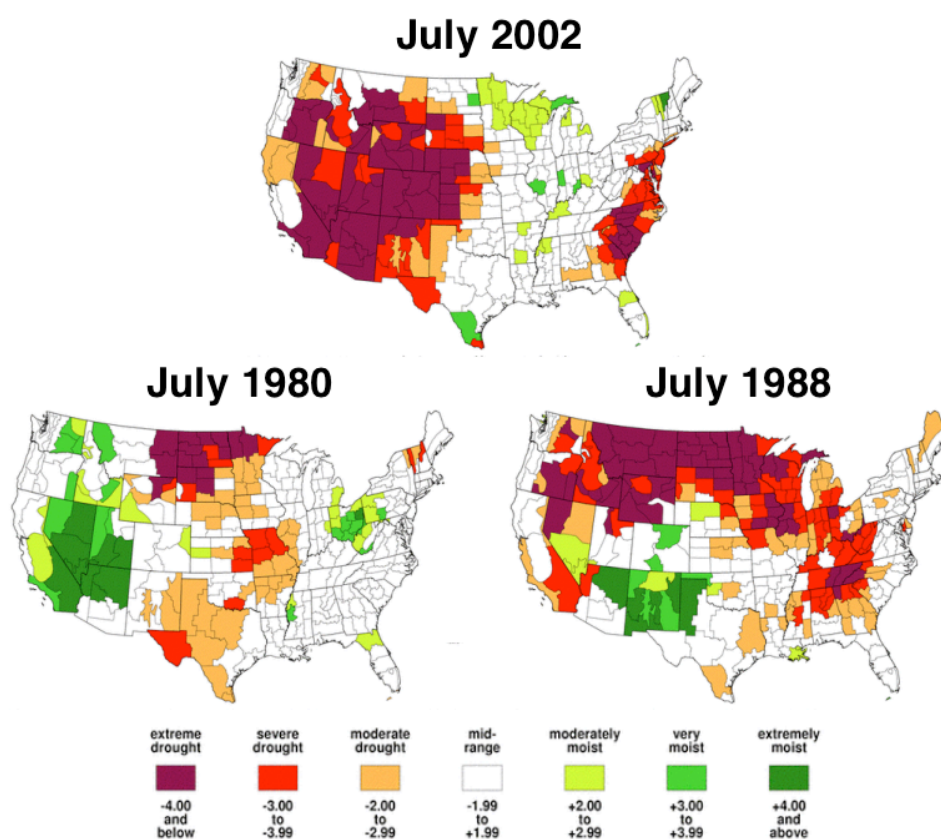 July 2002
July 1980
July 1988
extreme drought
severe drought
moderate drought
mid-range
moderately moist
very moist
extremely moist
-4.00 and below
-3.00 to -3.99
-2.00 to -2.99
-1.99 to +1.99
+2.00 to +2.99
+3.00 to +3.99
+4.00 and above